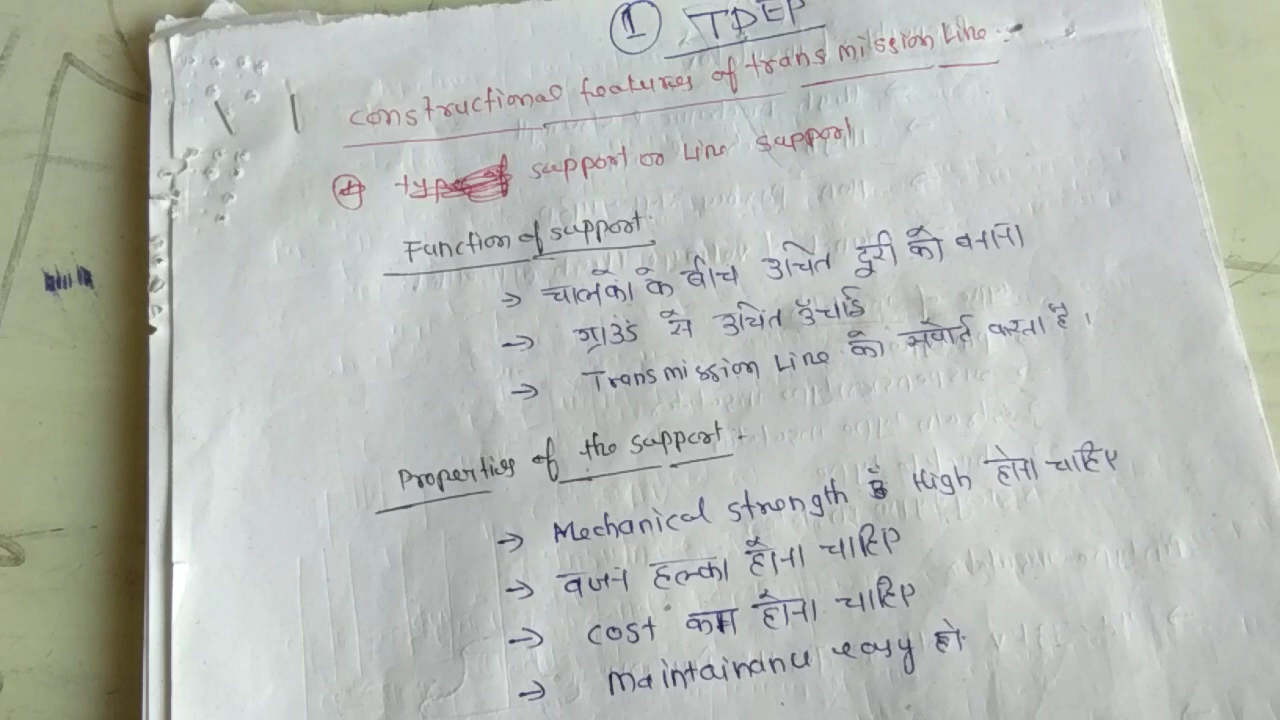 ① TDEP
constructional features of transmission Line :-
④ support or Line support
Function of support:
→ चालको के बीच उचित दूरी को बनाना
→ ग्राउंड से उचित उँचाई
→ Transmission Line को सपोर्ट करता है।
Properties of the support :
→ Mechanical strength High होना चाहिए
→ वजन हल्का होना चाहिए
→ cost कम होना चाहिए
→ maintainance easy हो